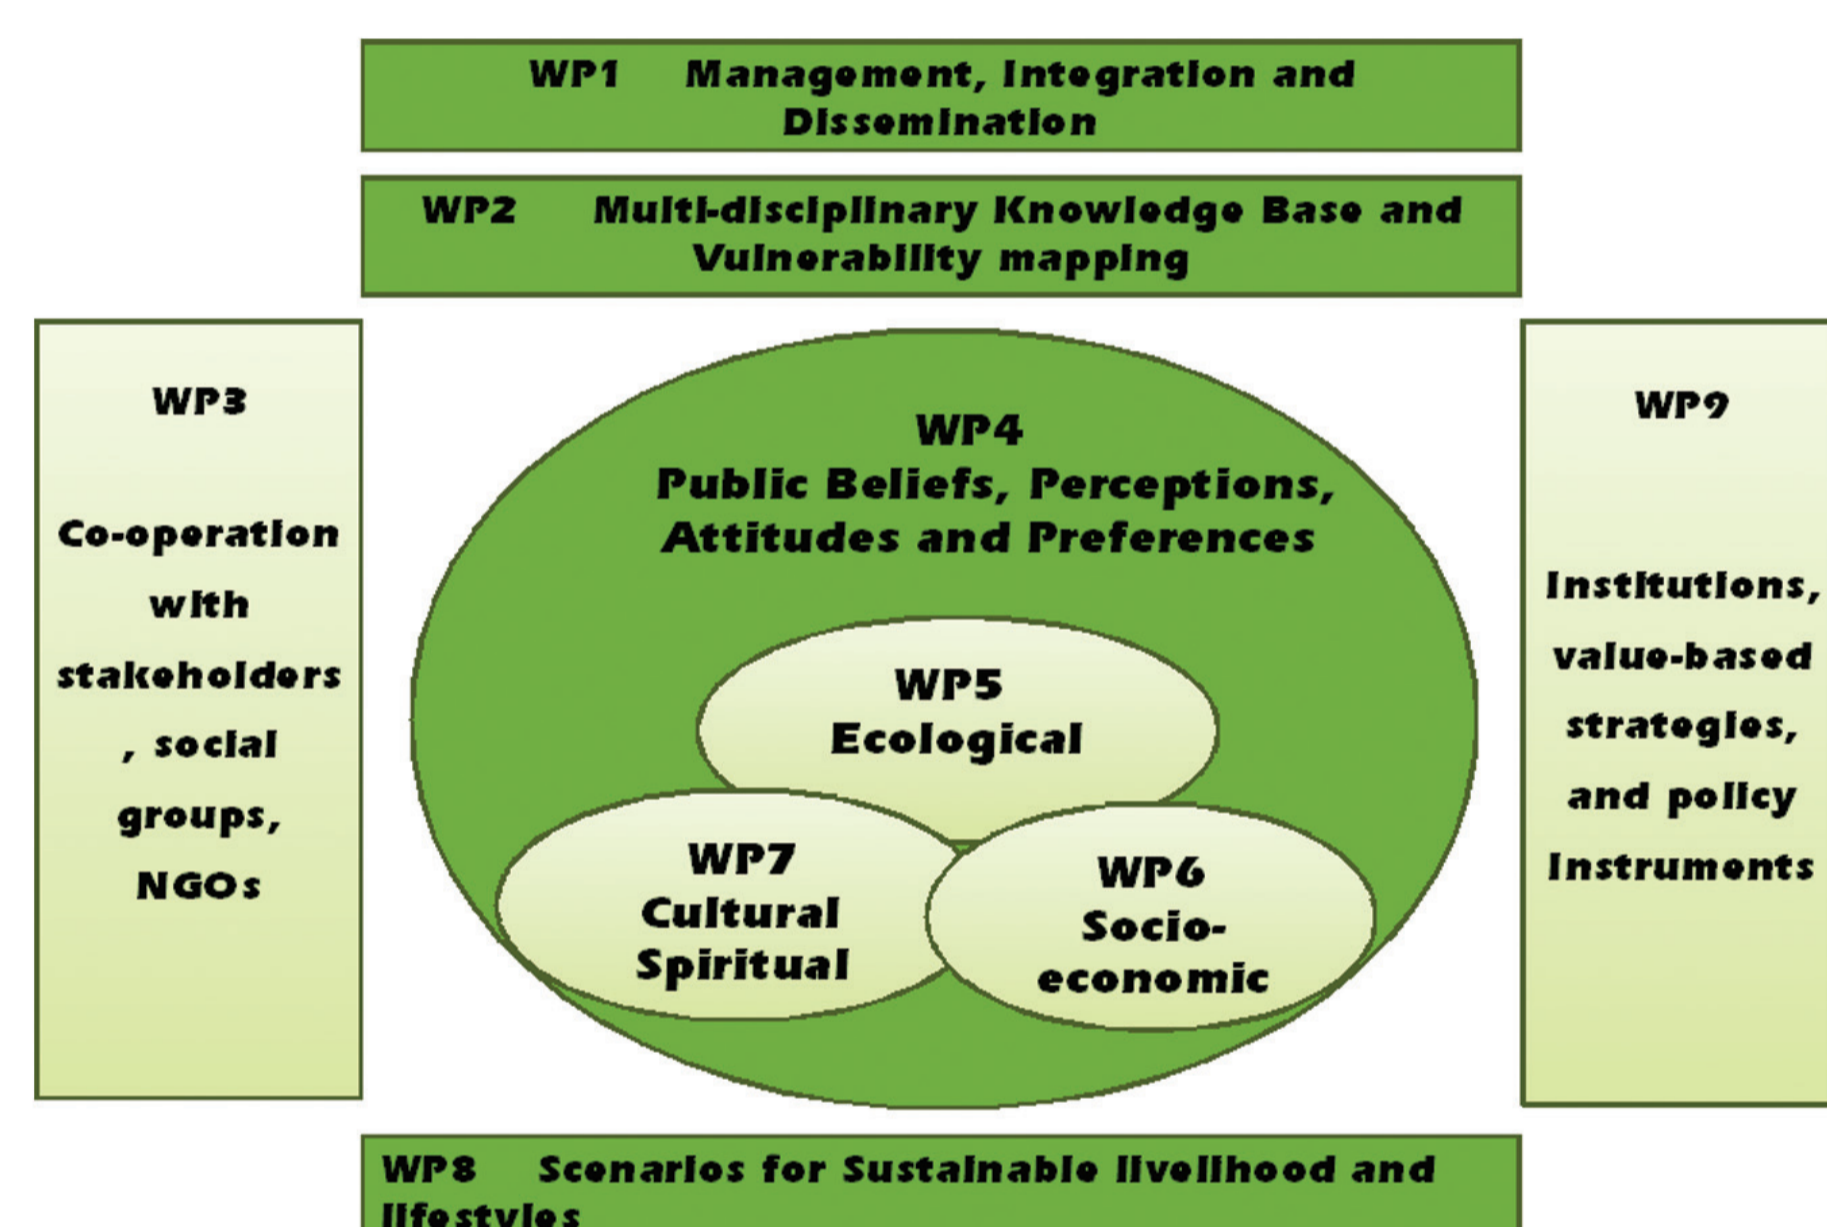 WP1 Management, Integration and
Dissemination
WP2 Multi-disciplinary Knowledge Base and
Vulnerability mapping
WP3
Co-operation
with
stakeholders
, social
groups,
NGOs
WP4
Public Beliefs, Perceptions,
Attitudes and Preferences
WP5
Ecological
WP7
Cultural
Spiritual
WP6
Socio-
economic
WP9
Institutions,
value-based
strategies,
and policy
Instruments
WP8 Scenarios for Sustainable livelihood and
lifestyles